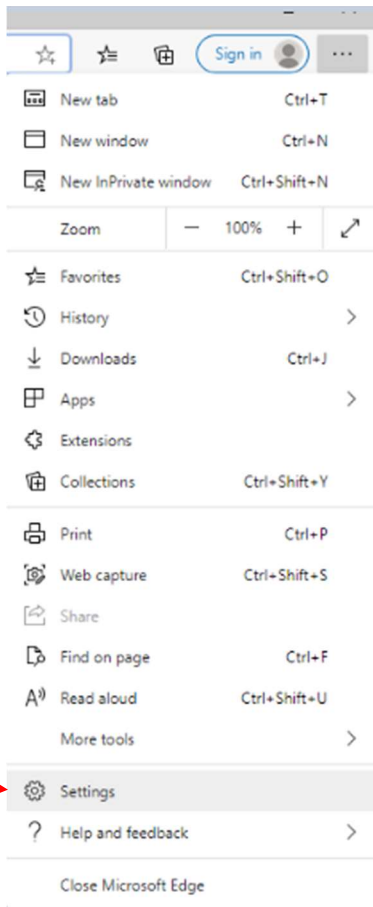 Sign in
New tab Ctrl+T
New window Ctrl+N
New InPrivate window Ctrl+Shift+N
Zoom — 100% +
Favorites Ctrl+Shift+O
History
Downloads Ctrl+J
Apps
Extensions
Collections Ctrl+Shift+Y
Print Ctrl+P
Web capture Ctrl+Shift+S
Share
Find on page Ctrl+F
Read aloud Ctrl+Shift+U
More tools
Settings
Help and feedback
Close Microsoft Edge